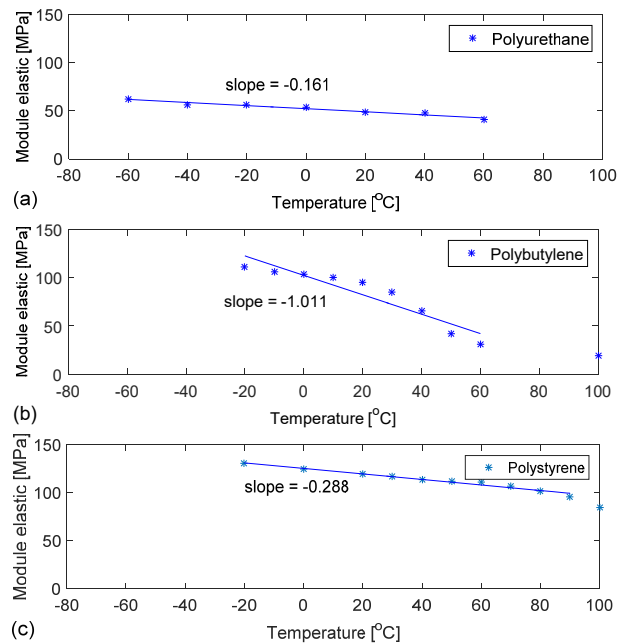 Module elastic [MPa]
150
Polyurethane
100
slope = -0.161
50
0
-80 -60 -40 -20 0 20 40 60 80 100
(a)
Temperature [°C]
Module elastic [MPa]
150
Polybutylene
100
slope = -1.011
50
0
-80 -60 -40 -20 0 20 40 60 80 100
(b)
Temperature [°C]
Module elastic [MPa]
150
Polystyrene
100
slope = -0.288
50
0
-80 -60 -40 -20 0 20 40 60 80 100
(c)
Temperature [°C]